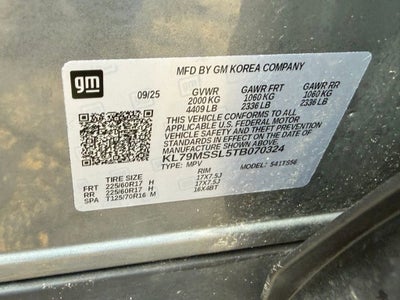 gm
MFD BY GM KOREA COMPANY
09/25 GVWR GAWR FRT GAWR RR
2000 KG 1060 KG 1060 KG
4409 LB 2336 LB 2336 LB
THIS VEHICLE CONFORMS TO ALL
APPLICABLE U.S. FEDERAL MOTOR
VEHICLE SAFETY, BUMPER, AND THEFT
PREVENTION STANDARDS IN EFFECT ON
THE DATE OF MANUFACTURE SHOWN ABOVE.
KL79MSSL5TB070324
TYPE: MPV 541TSSE
TIRE SIZE RIM
FRT 225/60R17 H 17X7.5J
RR 225/60R17 H 17X7.5J
SPA T125/70R16 M 16X4BT